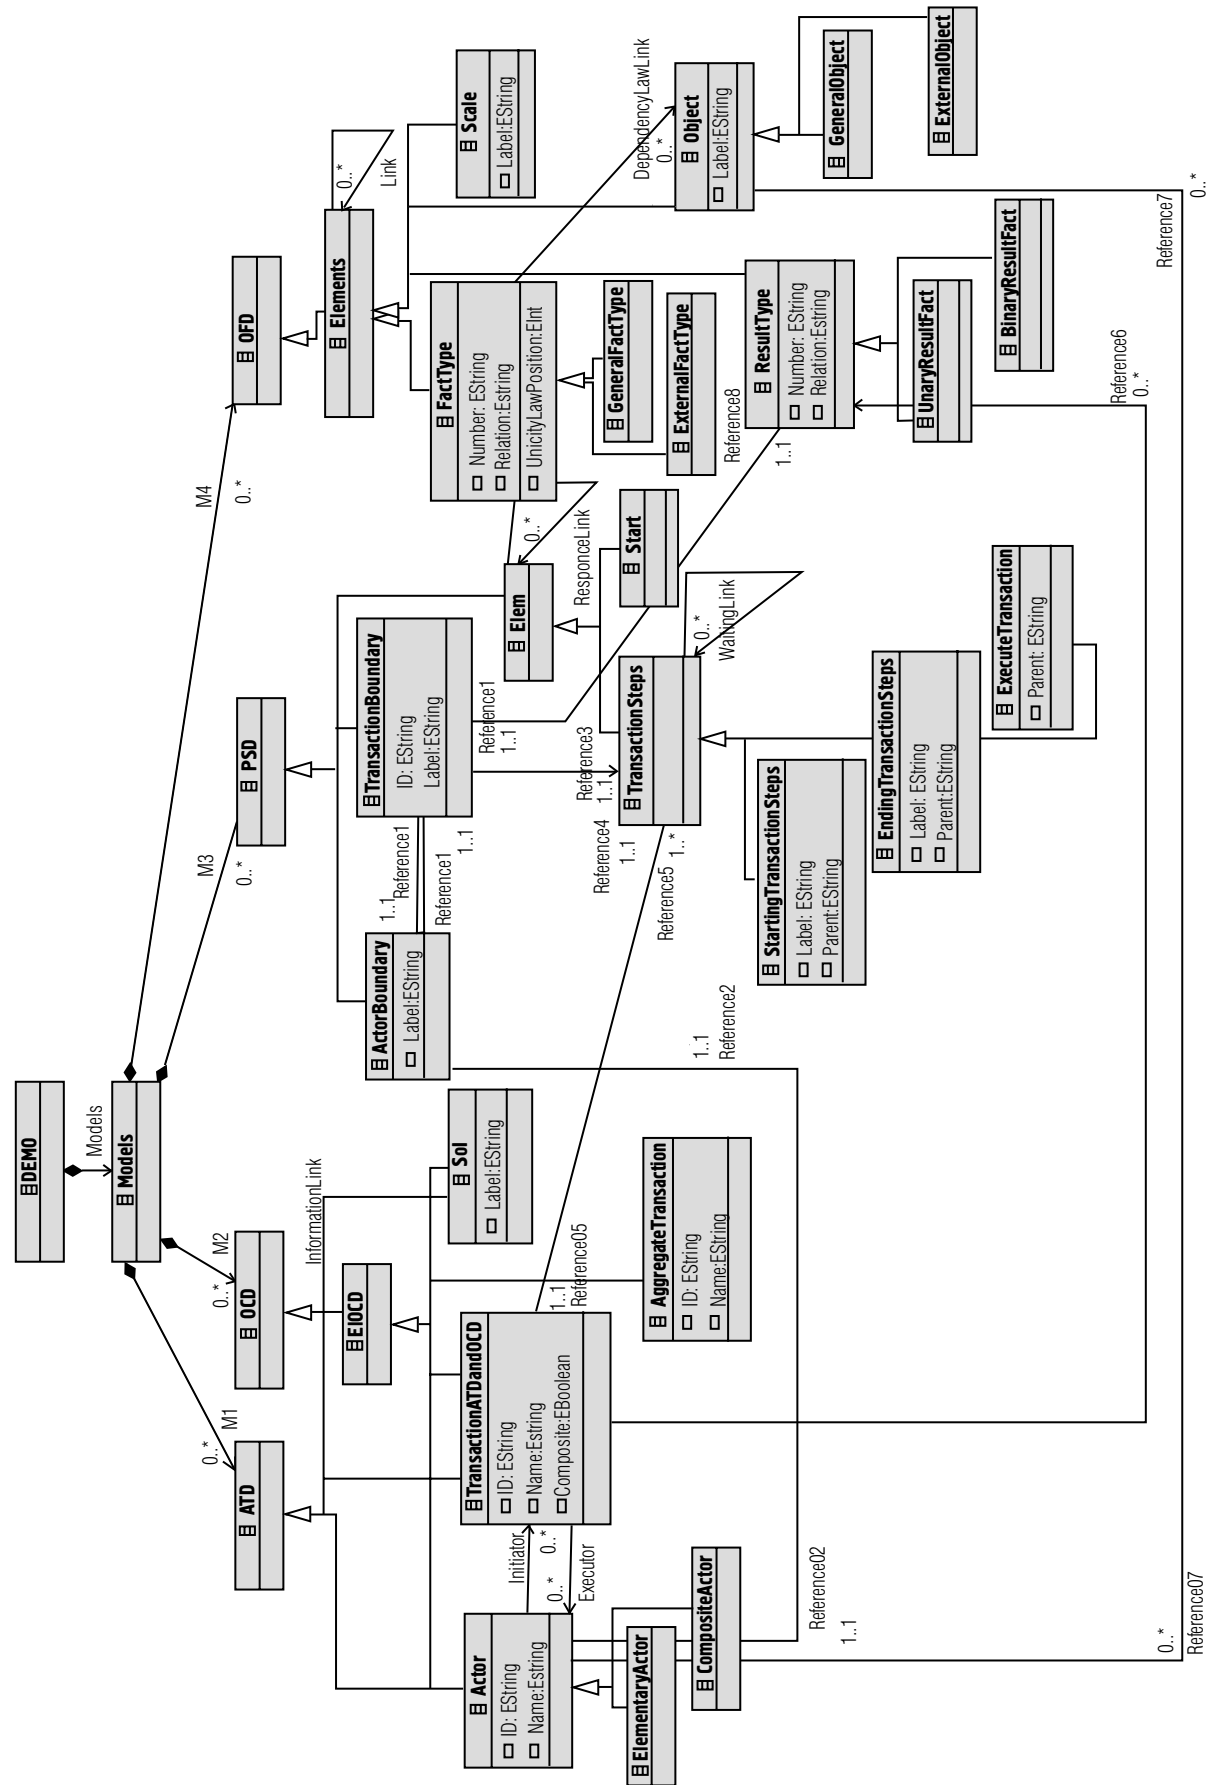 DEMO
Models
Models
M1
0..*
M2
0..*
M3
0..*
M4
0..*
ATD
OCD
PSD
OFD
InformationLink
EIOCD
Elements
0..*
Link
Actor
ID: EString
Name:Estring
Initiator
0..*
0..*
Executor
TransactionATDandOCD
ID: EString
Name:Estring
Composite:EBoolean
1..1
Reference05
Sol
Label:EString
AggregateTransaction
ID: EString
Name:EString
ElementaryActor
CompositeActor
ActorBoundary
Label:EString
1..1
Reference1
Reference1
1..1
TransactionBoundary
ID: EString
Label:EString
Reference1
1..1
Elem
0..*
ResponceLink
Start
Reference3
1..1
Reference4
1..1
Reference5
1..*
TransactionSteps
0..*
WaitingLink
StartingTransactionSteps
Label: EString
Parent:EString
EndingTransactionSteps
Label: EString
Parent:EString
ExecuteTransaction
Parent: EString
1..1
Reference2
Reference02
1..1
FactType
Number: EString
Relation:Estring
UnicityLawPosition:EInt
GeneralFactType
ExternalFactType
Reference8
1..1
ResultType
Number: EString
Relation:Estring
UnaryResultFact
BinaryResultFact
Scale
Label:EString
DependencyLawLink
0..*
Object
Label:EString
GeneralObject
ExternalObject
Reference6
0..*
Reference7
0..*
0..*
Reference07